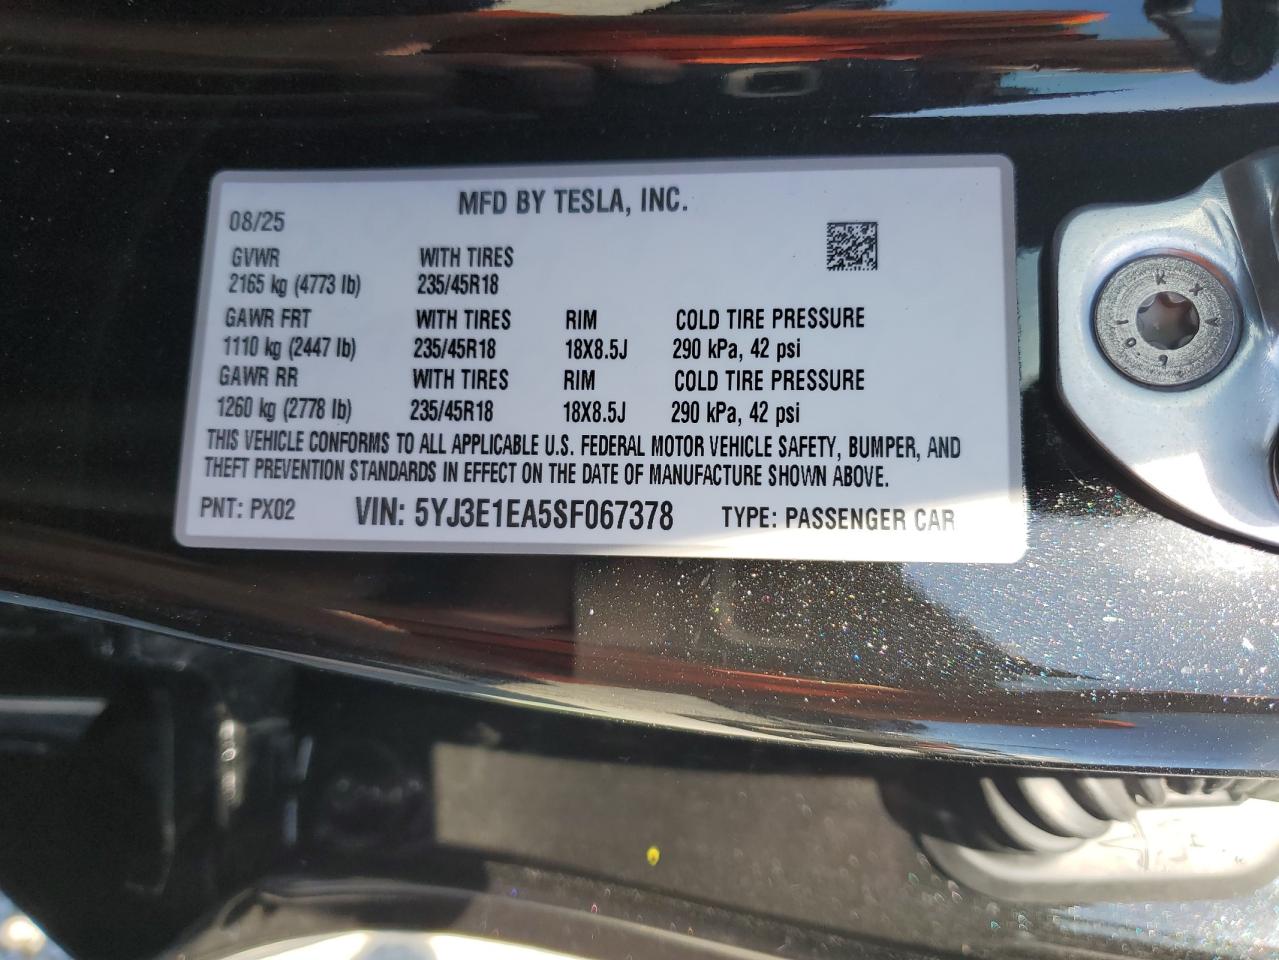 MFD BY TESLA, INC.
08/25
GVWR WITH TIRES
2165 kg (4773 lb) 235/45R18
GAWR FRT WITH TIRES RIM COLD TIRE PRESSURE
1110 kg (2447 lb) 235/45R18 18X8.5J 290 kPa, 42 psi
GAWR RR WITH TIRES RIM COLD TIRE PRESSURE
1260 kg (2778 lb) 235/45R18 18X8.5J 290 kPa, 42 psi
THIS VEHICLE CONFORMS TO ALL APPLICABLE U.S. FEDERAL MOTOR VEHICLE SAFETY, BUMPER, AND
THEFT PREVENTION STANDARDS IN EFFECT ON THE DATE OF MANUFACTURE SHOWN ABOVE.
PNT: PX02 VIN: 5YJ3E1EA5SF067378 TYPE: PASSENGER CAR